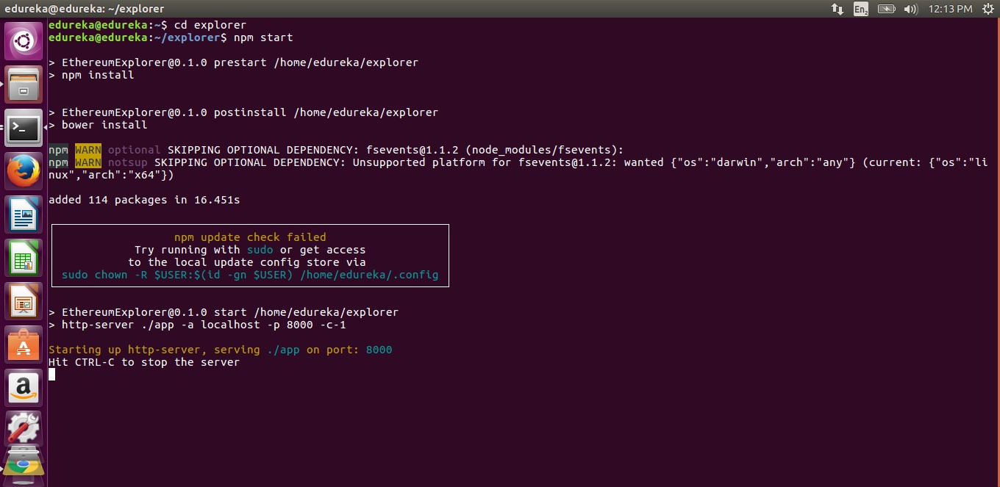 edureka@edureka: ~/explorer
En2
12:13 PM
edureka@edureka:~$ cd explorer
edureka@edureka:~/explorer$ npm start
> EthereumExplorer@0.1.0 prestart /home/edureka/explorer
> npm install
> EthereumExplorer@0.1.0 postinstall /home/edureka/explorer
> bower install
npm WARN optional SKIPPING OPTIONAL DEPENDENCY: fsevents@1.1.2 (node_modules/fsevents):
npm WARN notsup SKIPPING OPTIONAL DEPENDENCY: Unsupported platform for fsevents@1.1.2: wanted {"os":"darwin","arch":"any"} (current: {"os":"li
nux","arch":"x64"})
added 114 packages in 16.451s
npm update check failed
Try running with sudo or get access
to the local update config store via
sudo chown -R $USER:$(id -gn $USER) /home/edureka/.config
> EthereumExplorer@0.1.0 start /home/edureka/explorer
> http-server ./app -a localhost -p 8000 -c-1
Starting up http-server, serving ./app on port: 8000
Hit CTRL-C to stop the server